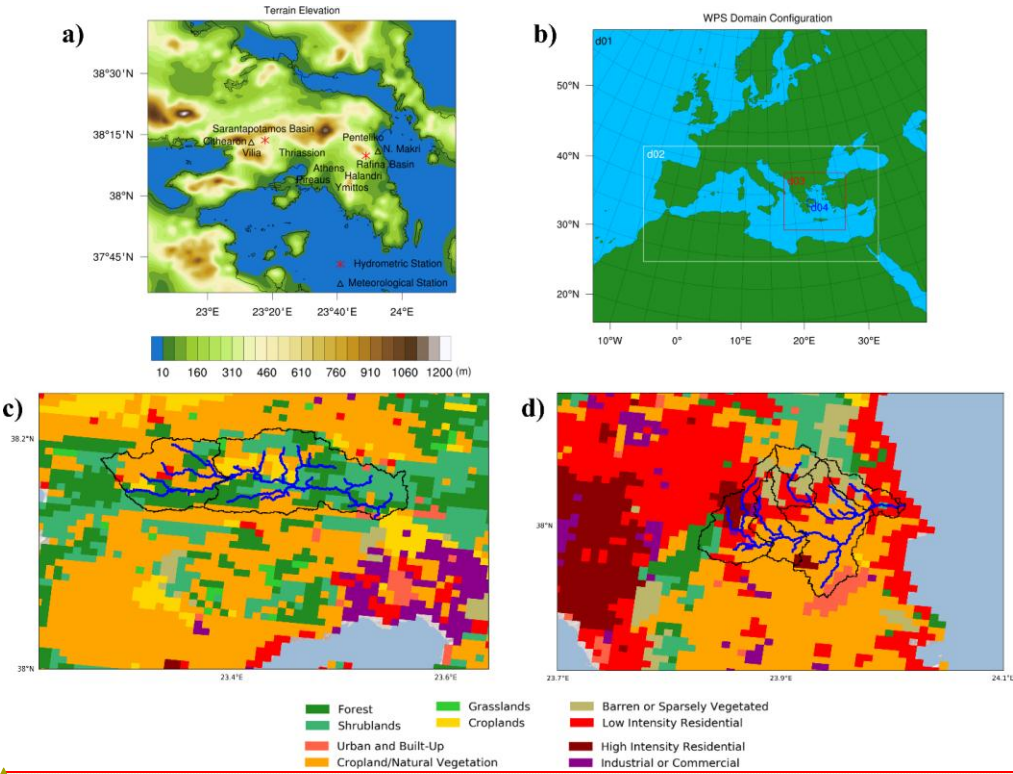 Terrain Elevation
a)
38°30'N
38°15'N
38°N
37°45'N
Sarantapotamos Basin
Vilia
Thriassion
Penteliko
N. Makri
Rafina Basin
Athens
Halandri
Pireaus
Ymittos
Hydrometric Station
Meteorological Station
23°E 23°20'E 23°40'E 24°E
10 160 310 460 610 760 910 1060 1200 (m)
WPS Domain Configuration
b)
d01
d02
d03
d04
50°N
40°N
30°N
20°N
10°W 0° 10°E 20°E 30°E
c)
38.2°N
38°N
23.4°E 23.6°E
d)
38°N
23.7°E 23.9°E 24.1°E
Forest
Shrublands
Urban and Built-Up
Cropland/Natural Vegetation
Grasslands
Croplands
Barren or Sparsely Vegetated
Low Intensity Residential
High Intensity Residential
Industrial or Commercial